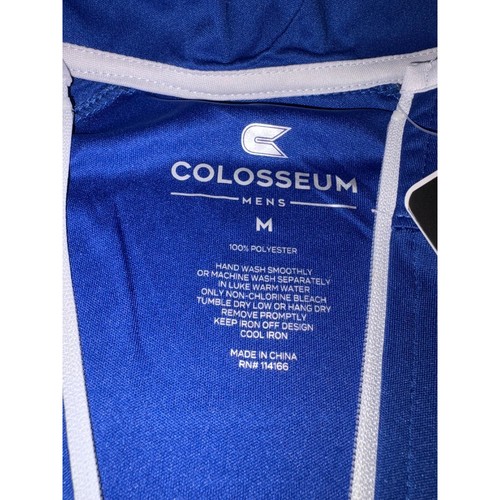 COLOSSEUM
MENS
M
100% POLYESTER
HAND WASH SMOOTHLY
OR MACHINE WASH SEPARATELY
IN LUKE WARM WATER
ONLY NON-CHLORINE BLEACH
TUMBLE DRY LOW OR HANG DRY
REMOVE PROMPTLY
KEEP IRON OFF DESIGN
COOL IRON
MADE IN CHINA
RN# 114166